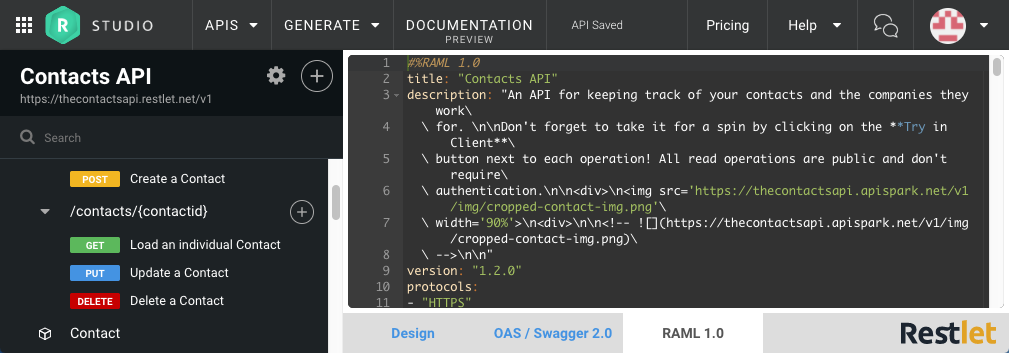 R STUDIO APIS GENERATE DOCUMENTATION API Saved Pricing Help
PREVIEW
Contacts API
https://thecontactsapi.restlet.net/v1
Search
POST Create a Contact
/contacts/{contactid}
GET Load an individual Contact
PUT Update a Contact
DELETE Delete a Contact
Contact
1 #%RAML 1.0
2 title: "Contacts API"
3 description: "An API for keeping track of your contacts and the companies they
work\
4 \ for. \n\nDon't forget to take it for a spin by clicking on the **Try in
Client**\
5 \ button next to each operation! All read operations are public and don't
require\
6 \ authentication.\n\n<div>\n<img src='https://thecontactsapi.apispark.net/v1
/img/cropped-contact-img.png'\
7 \ width='90%'>\n<div>\n\n<!-- ![](https://thecontactsapi.apispark.net/v1/img
/cropped-contact-img.png)\
8 \ -->\n\n"
9 version: "1.2.0"
10 protocols:
11 - "HTTPS"
Design OAS / Swagger 2.0 RAML 1.0 Restlet